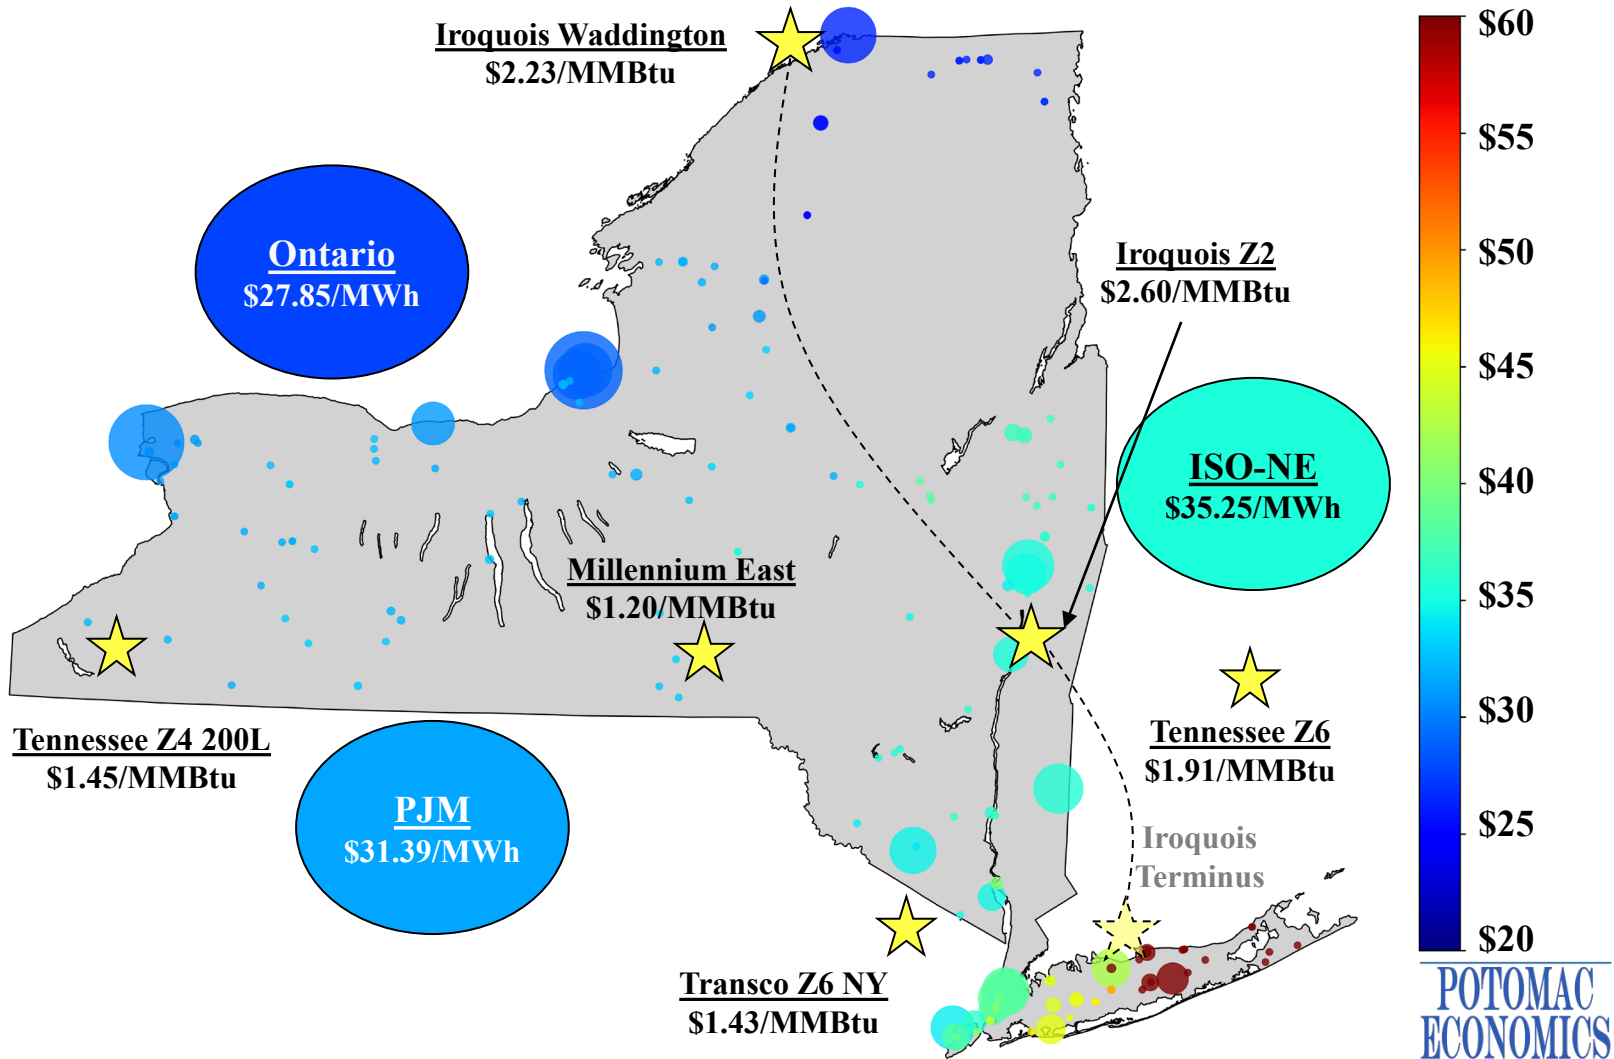 Iroquois Waddington
$2.23/MMBtu
Ontario
$27.85/MWh
Iroquois Z2
$2.60/MMBtu
ISO-NE
$35.25/MWh
Millennium East
$1.20/MMBtu
Tennessee Z4 200L
$1.45/MMBtu
PJM
$31.39/MWh
Tennessee Z6
$1.91/MMBtu
Iroquois
Terminus
Transco Z6 NY
$1.43/MMBtu
$60
$55
$50
$45
$40
$35
$30
$25
$20
POTOMAC
ECONOMICS